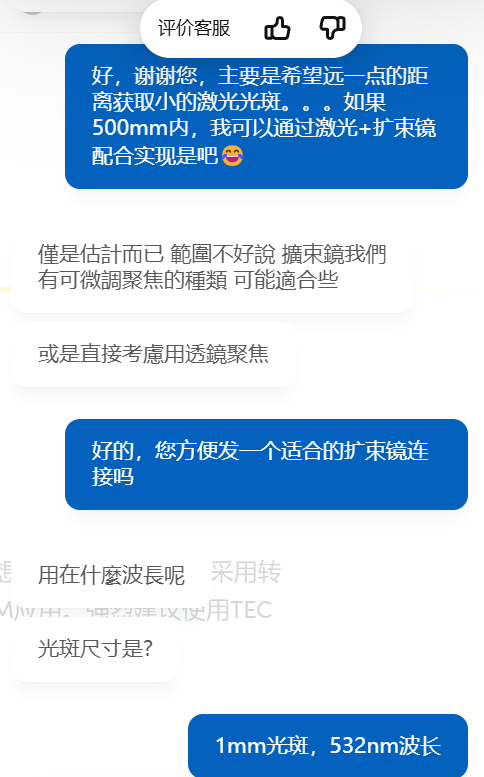 评价客服
好，谢谢您，主要是希望远一点的距
离获取小的激光光斑。。。如果
500mm内，我可以通过激光+扩束镜
配合实现是吧😂
僅是估計而已 範圍不好說 擴束鏡我們
有可微調聚焦的種類 可能適合些
或是直接考慮用透鏡聚焦
好的，您方便发一个适合的扩束镜连
接吗
用在什麼波長呢
采用转
应用。强烈建议使用TEC
光斑尺寸是?
1mm光斑，532nm波长